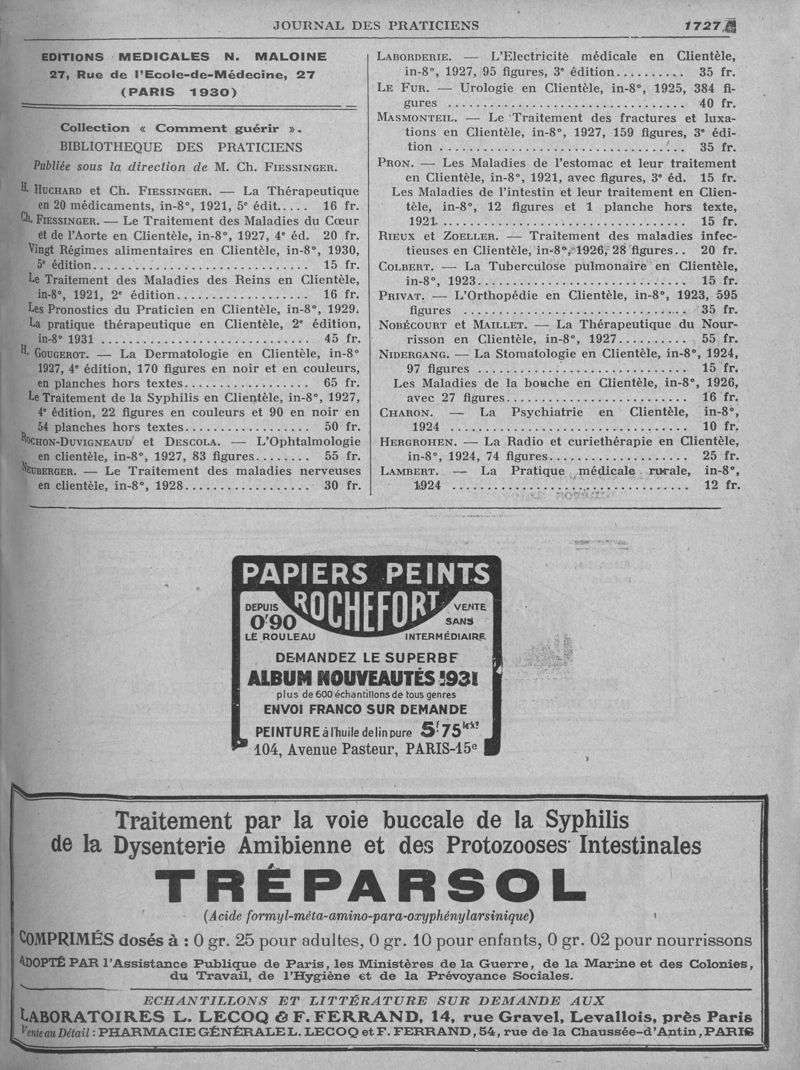 JOURNAL DES PRATICIENS
1727
EDITIONS MEDICALES N. MALOINE
27, Rue de l'Ecole-de-Médecine, 27
(PARIS 1930)
Collection « Comment guérir ».
BIBLIOTHEQUE DES PRATICIENS
Publiée sous la direction de M. Ch. FIESSINGER.
H. HUCHARD et Ch. FIESSINGER. — La Thérapeutique
en 20 médicaments, in-8°, 1921, 5e édit..... 16 fr.
Ch. FIESSINGER. — Le Traitement des Maladies du Cœur
et de l'Aorte en Clientèle, in-8°, 1927, 4e éd. 20 fr.
Vingt Régimes alimentaires en Clientèle, in-8°, 1930,
5e édition................................ 15 fr.
Le Traitement des Maladies des Reins en Clientèle,
in-8°, 1921, 2e édition.................... 16 fr.
Les Pronostics du Praticien en Clientèle, in-8°, 1929.
La pratique thérapeutique en Clientèle, 2e édition,
in-8° 1931 ................................ 45 fr.
H. GOUGEROT. — La Dermatologie en Clientèle, in-8°
1927, 4e édition, 170 figures en noir et en couleurs,
en planches hors textes................... 65 fr.
Le Traitement de la Syphilis en Clientèle, in-8°, 1927,
4e édition, 22 figures en couleurs et 90 en noir en
54 planches hors textes................... 50 fr.
ROCHON-DUVIGNEAUD et DESCOLA. — L'Ophtalmologie
en clientèle, in-8°, 1927, 83 figures........ 55 fr.
NEUBERGER. — Le Traitement des maladies nerveuses
en clientèle, in-8°, 1928................... 30 fr.
LABORDERIE. — L'Electricité médicale en Clientèle,
in-8°, 1927, 95 figures, 3e édition.......... 35 fr.
LE FUR. — Urologie en Clientèle, in-8°, 1925, 384 fi-
gures .................................... 40 fr.
MASMONTEIL. — Le Traitement des fractures et luxa-
tions en Clientèle, in-8°, 1927, 159 figures, 3e édi-
tion ..................................... 35 fr.
PRON. — Les Maladies de l'estomac et leur traitement
en Clientèle, in-8°, 1921, avec figures, 3e éd. 15 fr.
Les Maladies de l'intestin et leur traitement en Clien-
tèle, in-8°, 12 figures et 1 planche hors texte,
1921...................................... 15 fr.
RIEUX et ZOELLER. — Traitement des maladies infec-
tieuses en Clientèle, in-8°, 1926, 28 figures.. 20 fr.
COLBERT. — La Tuberculose pulmonaire en Clientèle,
in-8°, 1923................................ 15 fr.
PRIVAT. — L'Orthopédie en Clientèle, in-8°, 1923, 595
figures .................................. 35 fr.
NOBÉCOURT et MAILLET. — La Thérapeutique du Nour-
risson en Clientèle, in-8°, 1927.......... 55 fr.
NIDERGANG. — La Stomatologie en Clientèle, in-8°, 1924,
97 figures ................................ 15 fr.
Les Maladies de la bouche en Clientèle, in-8°, 1926,
avec 27 figures............................ 16 fr.
CHARON. — La Psychiatrie en Clientèle, in-8°,
1924 ..................................... 10 fr.
HERGROHEN. — La Radio et curiethérapie en Clientèle,
in-8°, 1924, 74 figures..................... 25 fr.
LAMBERT. — La Pratique médicale rurale, in-8°,
1924 ..................................... 12 fr.
PAPIERS PEINTS
ROCHEFORT
DEPUIS
0f90
LE ROULEAU
VENTE
SANS
INTERMÉDIAIRE
DEMANDEZ LE SUPERBE
ALBUM NOUVEAUTÉS 1931
plus de 600 échantillons de tous genres
ENVOI FRANCO SUR DEMANDE
PEINTURE à l'huile de lin pure 5f75 le k°
104, Avenue Pasteur, PARIS-15e
Traitement par la voie buccale de la Syphilis
de la Dysenterie Amibienne et des Protozooses Intestinales
TRÉPARSOL
(Acide formyl-méta-amino-para-oxyphénylarsinique)
COMPRIMÉS dosés à : 0 gr. 25 pour adultes, 0 gr. 10 pour enfants, 0 gr. 02 pour nourrissons
ADOPTÉ PAR l'Assistance Publique de Paris, les Ministères de la Guerre, de la Marine et des Colonies,
du Travail, de l'Hygiène et de la Prévoyance Sociales.
ECHANTILLONS ET LITTÉRATURE SUR DEMANDE AUX
LABORATOIRES L. LECOQ & F. FERRAND, 14, rue Gravel, Levallois, près Paris
Vente au Détail : PHARMACIE GÉNÉRALE L. LECOQ et F. FERRAND, 54, rue de la Chaussée-d'Antin, PARIS